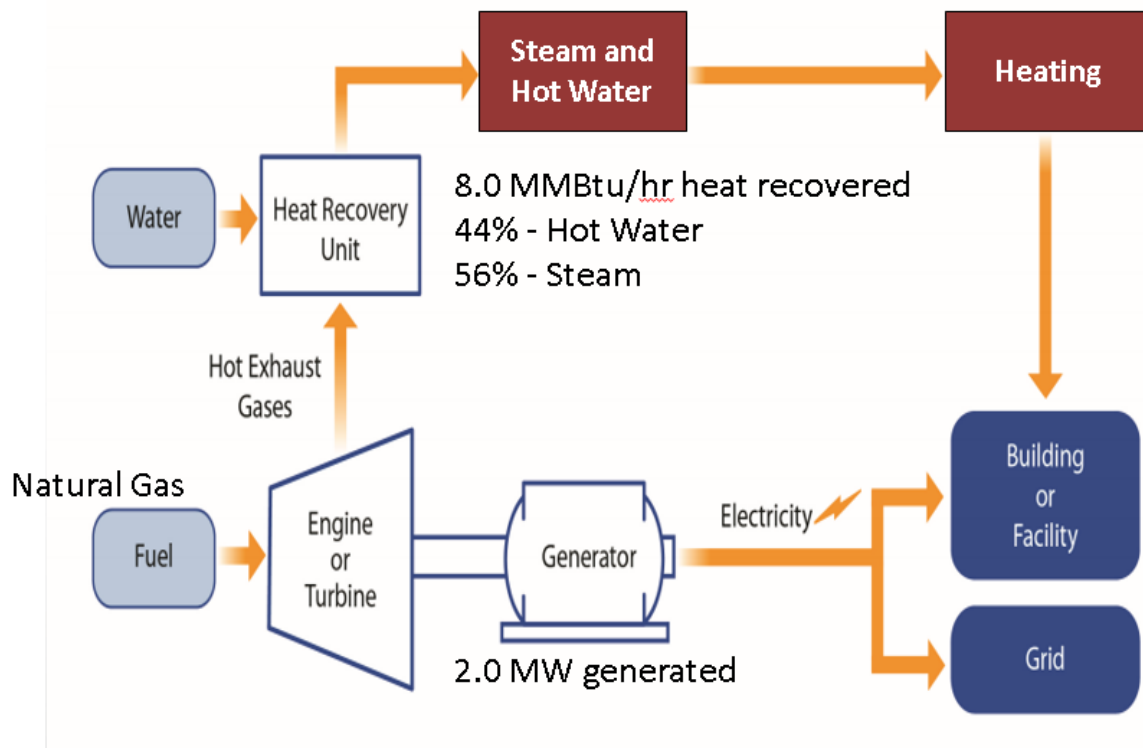 Steam and
Hot Water
Heating
Water
Heat Recovery
Unit
8.0 MMBtu/hr heat recovered
44% - Hot Water
56% - Steam
Hot Exhaust
Gases
Natural Gas
Fuel
Engine
or
Turbine
Generator
Electricity
Building
or
Facility
Grid
2.0 MW generated